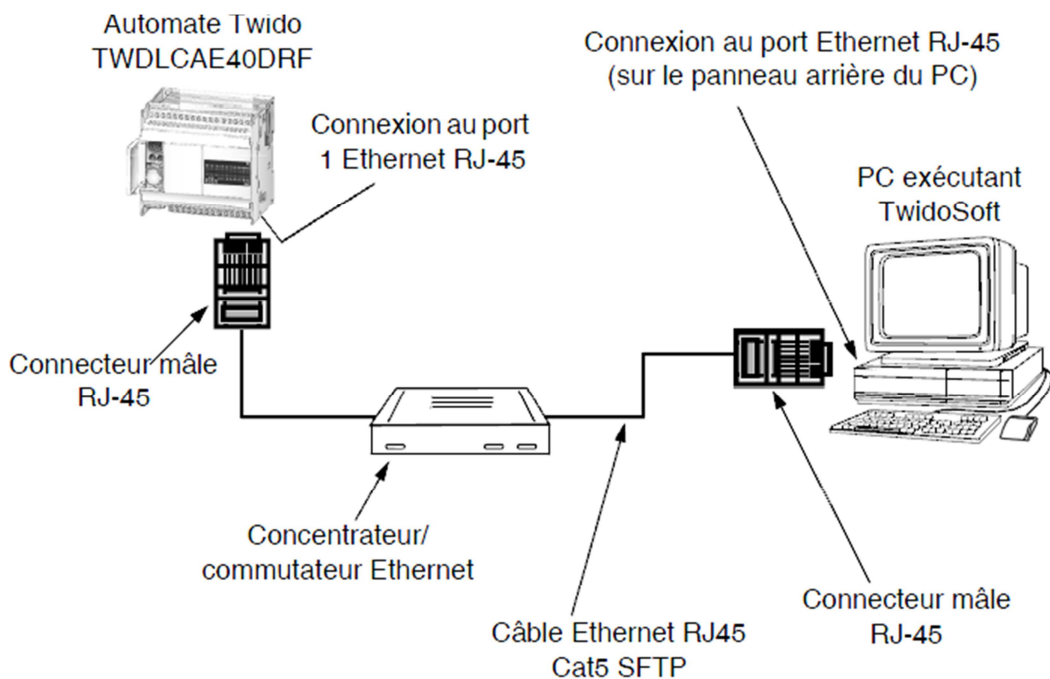 Automate Twido
TWDLCAE40DRF
Connexion au port Ethernet RJ-45
(sur le panneau arrière du PC)
Connexion au port
1 Ethernet RJ-45
PC exécutant
TwidoSoft
Connecteur mâle
RJ-45
Concentrateur/
commutateur Ethernet
Câble Ethernet RJ45
Cat5 SFTP
Connecteur mâle
RJ-45